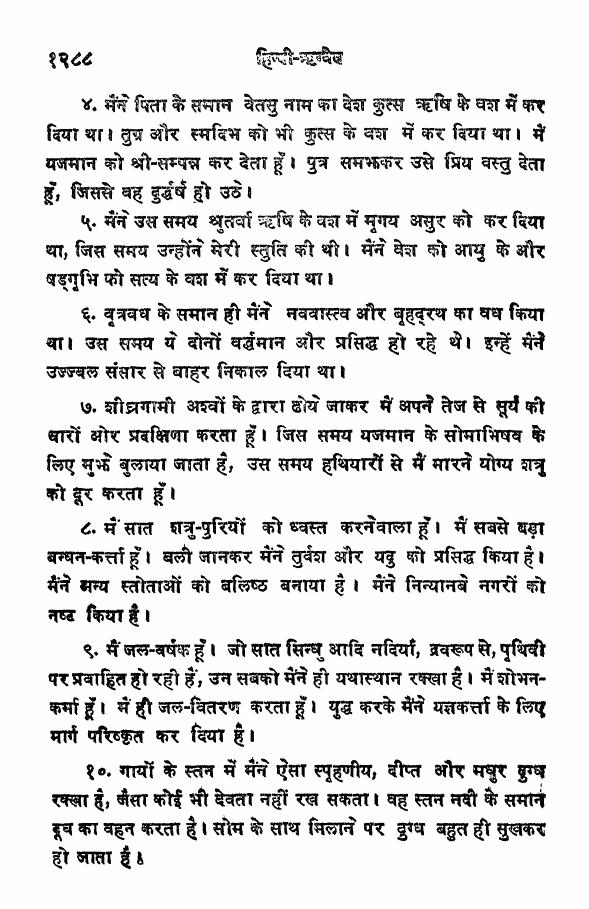 १२८८ हिन्दी-ऋग्वेद
४. मैंने पिता के समान वेतसु नाम का देश कुत्स ऋषि के वश में कर
दिया था। तुग्र और स्मदिभ को भी कुत्स के वश में कर दिया था। मैं
यजमान को श्री-सम्पन्न कर देता हूँ। पुत्र समझकर उसे प्रिय वस्तु देता
हूँ, जिससे वह दुर्द्धर्ष हो उठे।
५. मैंने उस समय श्रुतर्वा ऋषि के वश में मृगय असुर को कर दिया
था, जिस समय उन्होंने मेरी स्तुति की थी। मैंने वेश को आयु के और
षड्गृभि को सत्य के वश में कर दिया था।
६. वृत्रवध के समान ही मैंने नववास्त्व और बृहद्रथ का वध किया
था। उस समय ये दोनों वर्द्धमान और प्रसिद्ध हो रहे थे। इन्हें मैंने
उज्ज्वल संसार से बाहर निकाल दिया था।
७. शीघ्रगामी अश्वों के द्वारा ढोये जाकर मैं अपने तेज से सूर्य की
चारों ओर प्रदक्षिणा करता हूँ। जिस समय यजमान के सोमाभिषव के
लिए मुझे बुलाया जाता है, उस समय हथियारों से मैं मारने योग्य शत्रु
को दूर करता हूँ।
८. मैं सात शत्रु-पुरियों को ध्वस्त करनेवाला हूँ। मैं सबसे बड़ा
बन्धन-कर्त्ता हूँ। बली जानकर मैंने तुर्वश और यदु को प्रसिद्ध किया है।
मैंने अन्य स्तोताओं को बलिष्ठ बनाया है। मैंने निन्यानबे नगरों को
नष्ट किया है।
९. मैं जल-वर्षक हूँ। जो सात सिन्धु आदि नदियाँ, द्रवरूप से, पृथिवी
पर प्रवाहित हो रही हैं, उन सबको मैंने ही यथास्थान रक्खा है। मैं शोभन-
कर्मा हूँ। मैं ही जल-वितरण करता हूँ। युद्ध करके मैंने यज्ञकर्त्ता के लिए
मार्ग परिष्कृत कर दिया है।
१०. गायों के स्तन में मैंने ऐसा स्पृहणीय, दीप्त और मधुर दुग्ध
रक्खा है, जैसा कोई भी देवता नहीं रख सकता। वह स्तन नदी के समान
दूध का वहन करता है। सोम के साथ मिलाने पर दुग्ध बहुत ही सुखकर
हो जाता है।